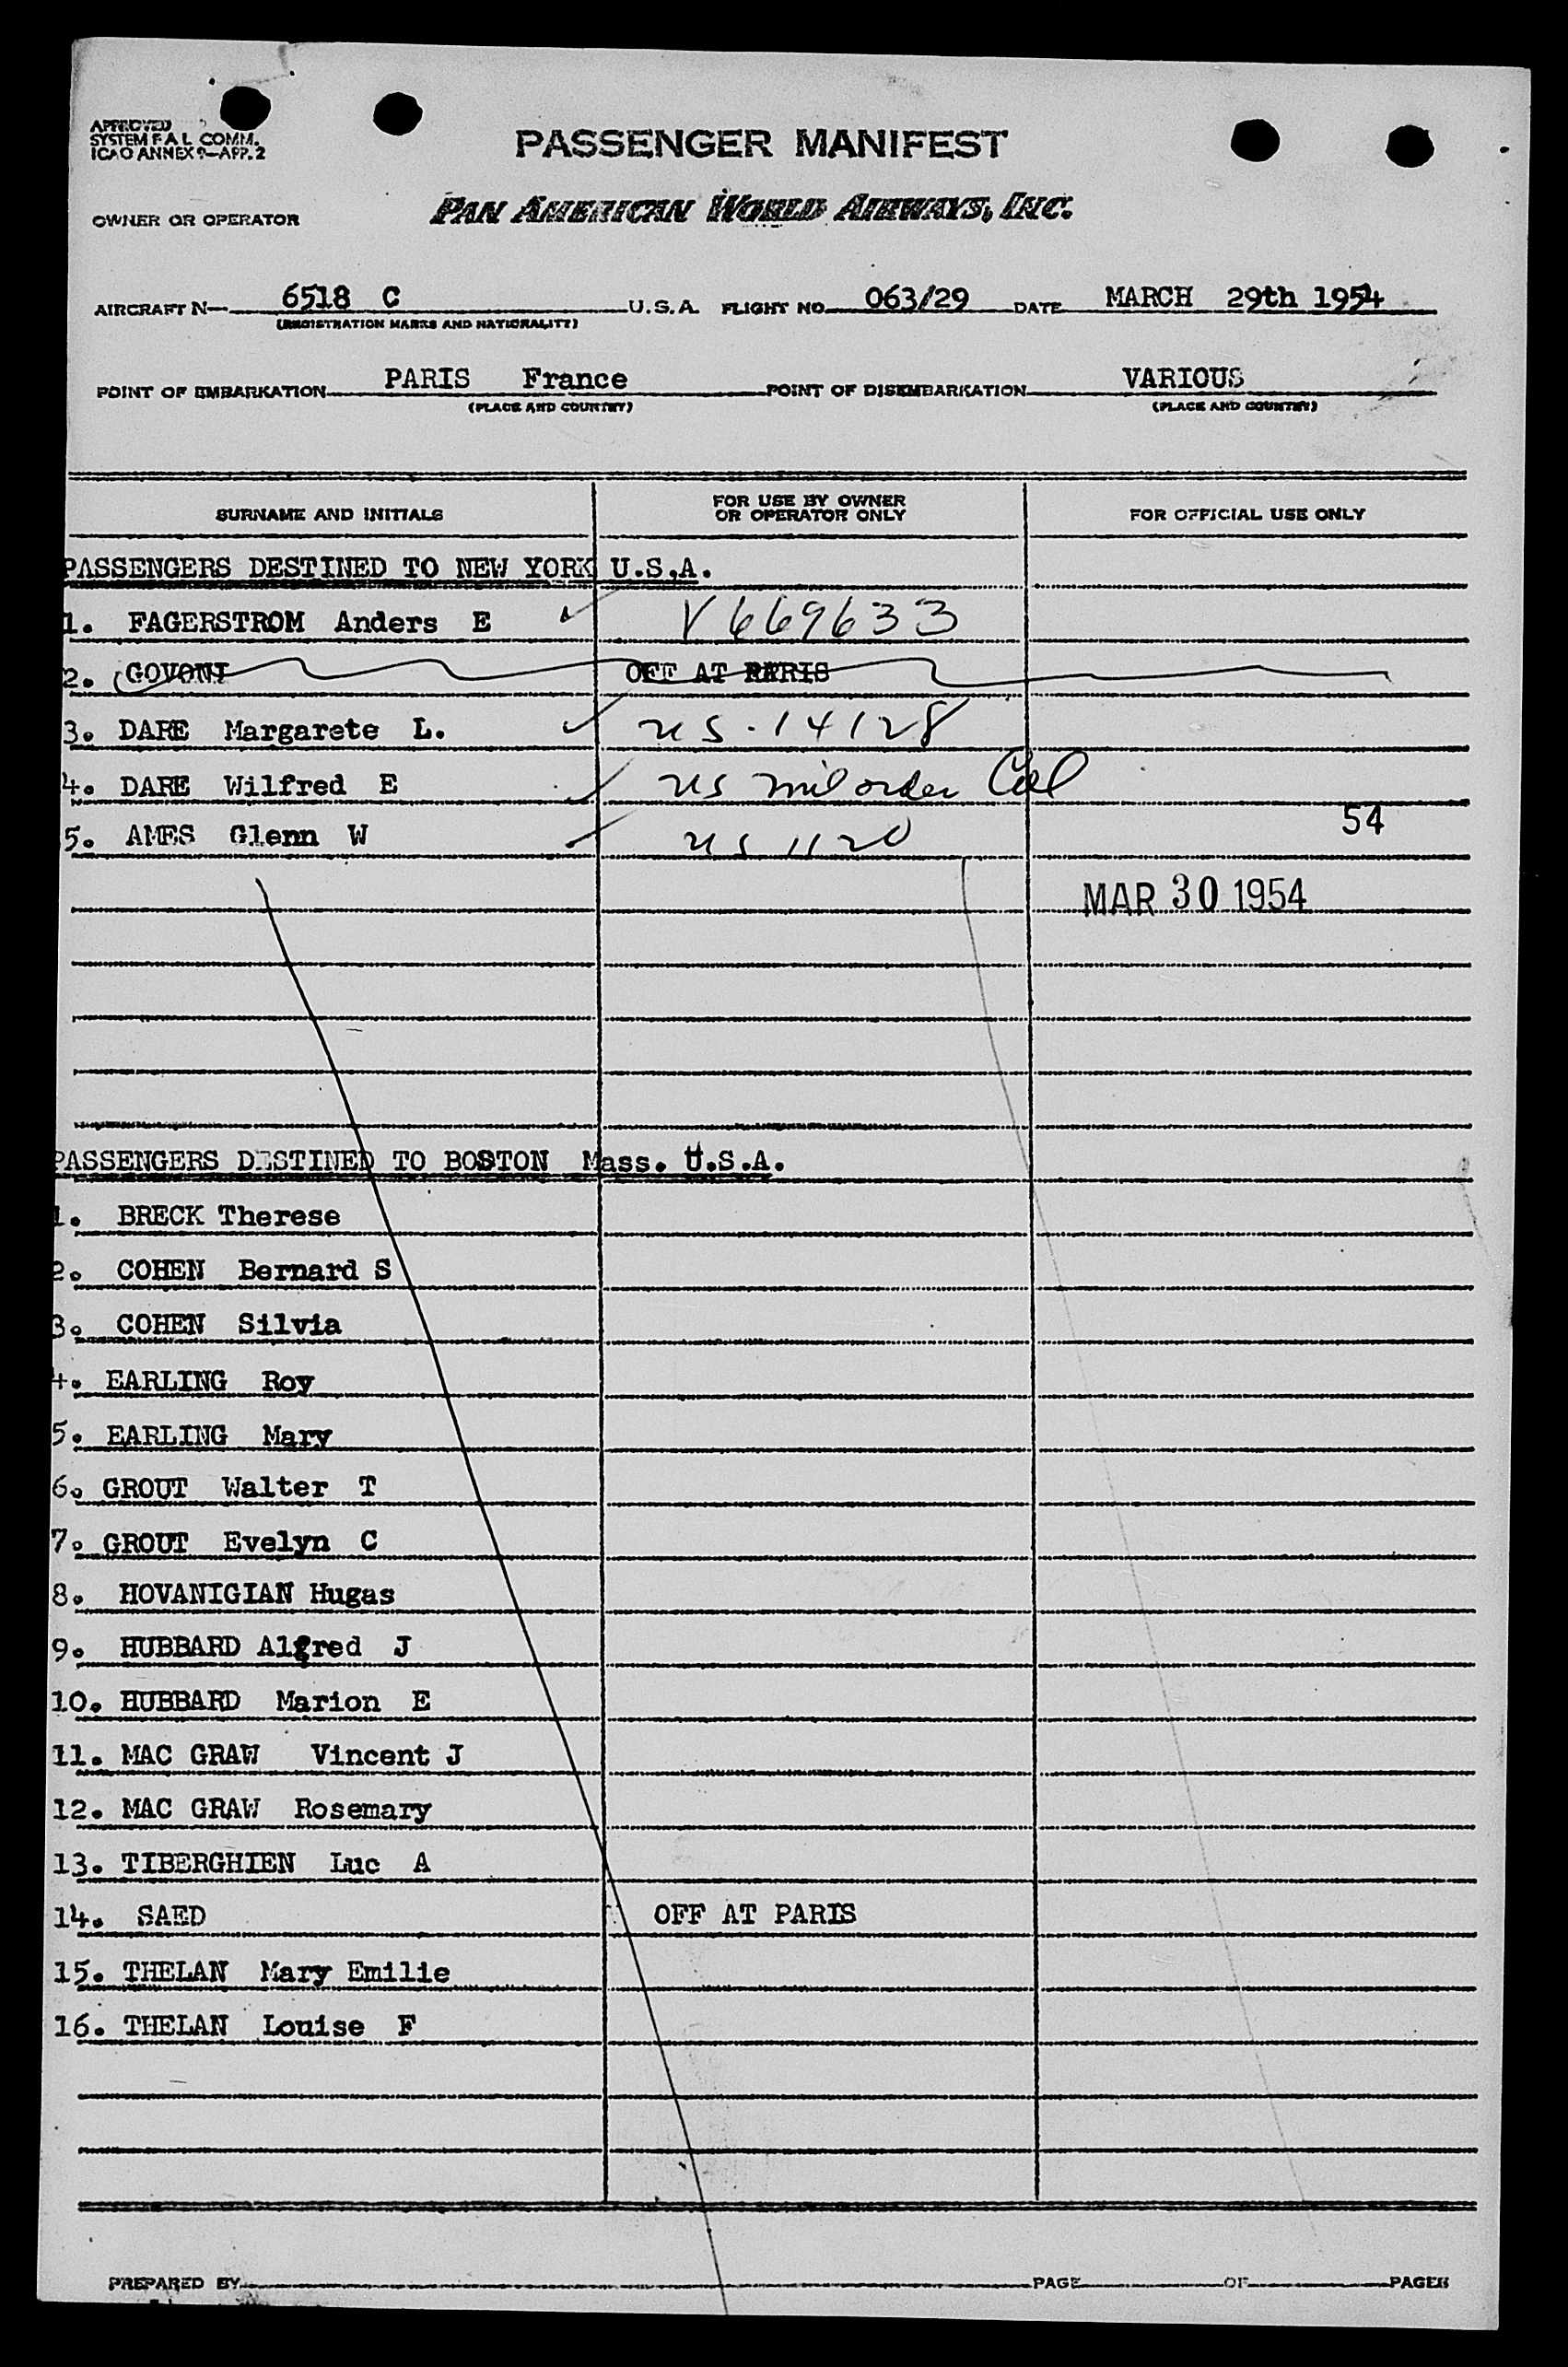 APPROVED
SYSTEM F A L COMM.
ICAO ANNEX 9—APP. 2
PASSENGER MANIFEST
OWNER OR OPERATOR PAN AMERICAN WORLD AIRWAYS, INC.
AIRCRAFT N— 6518 C U.S.A. FLIGHT NO. 063/29 DATE MARCH 29th 1954
(REGISTRATION MARKS AND NATIONALITY)
POINT OF EMBARKATION PARIS France POINT OF DISEMBARKATION VARIOUS
(PLACE AND COUNTRY) (PLACE AND COUNTRY)
SURNAME AND INITIALS FOR USE BY OWNER OR OPERATOR ONLY FOR OFFICIAL USE ONLY
PASSENGERS DESTINED TO NEW YORK U.S.A.
1. FAGERSTROM Anders E V669633
2. GOVONI OFF AT PARIS
3. DARE Margarete L. US-14128
4. DARE Wilfred E US mil order
5. AMES Glenn W US 1120 54
MAR 30 1954
PASSENGERS DESTINED TO BOSTON Mass. U.S.A.
1. BRECK Therese
2. COHEN Bernard S
3. COHEN Silvia
4. EARLING Roy
5. EARLING Mary
6. GROUT Walter T
7. GROUT Evelyn C
8. HOVANIGIAN Hugas
9. HUBBARD Alfred J
10. HUBBARD Marion E
11. MAC GRAW Vincent J
12. MAC GRAW Rosemary
13. TIBERGHIEN Luc A
14. SAED OFF AT PARIS
15. THELAN Mary Emilie
16. THELAN Louise F
PREPARED BY PAGE OF PAGES